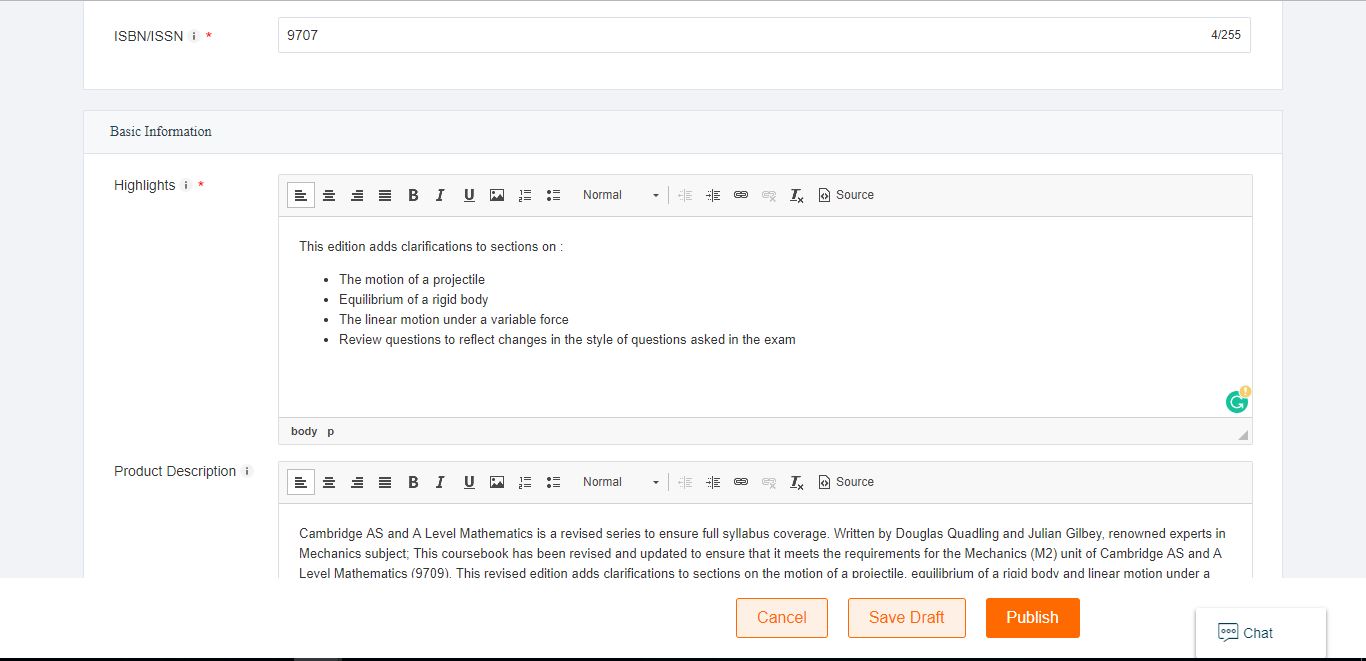 ISBN/ISSN i *
9707 4/255
Basic Information
Highlights i *
B I U Normal Tx Source
This edition adds clarifications to sections on :
• The motion of a projectile
• Equilibrium of a rigid body
• The linear motion under a variable force
• Review questions to reflect changes in the style of questions asked in the exam
body p
Product Description i
B I U Normal Tx Source
Cambridge AS and A Level Mathematics is a revised series to ensure full syllabus coverage. Written by Douglas Quadling and Julian Gilbey, renowned experts in
Mechanics subject; This coursebook has been revised and updated to ensure that it meets the requirements for the Mechanics (M2) unit of Cambridge AS and A
Level Mathematics (9709). This revised edition adds clarifications to sections on the motion of a projectile, equilibrium of a rigid body and linear motion under a
Cancel Save Draft Publish
Chat